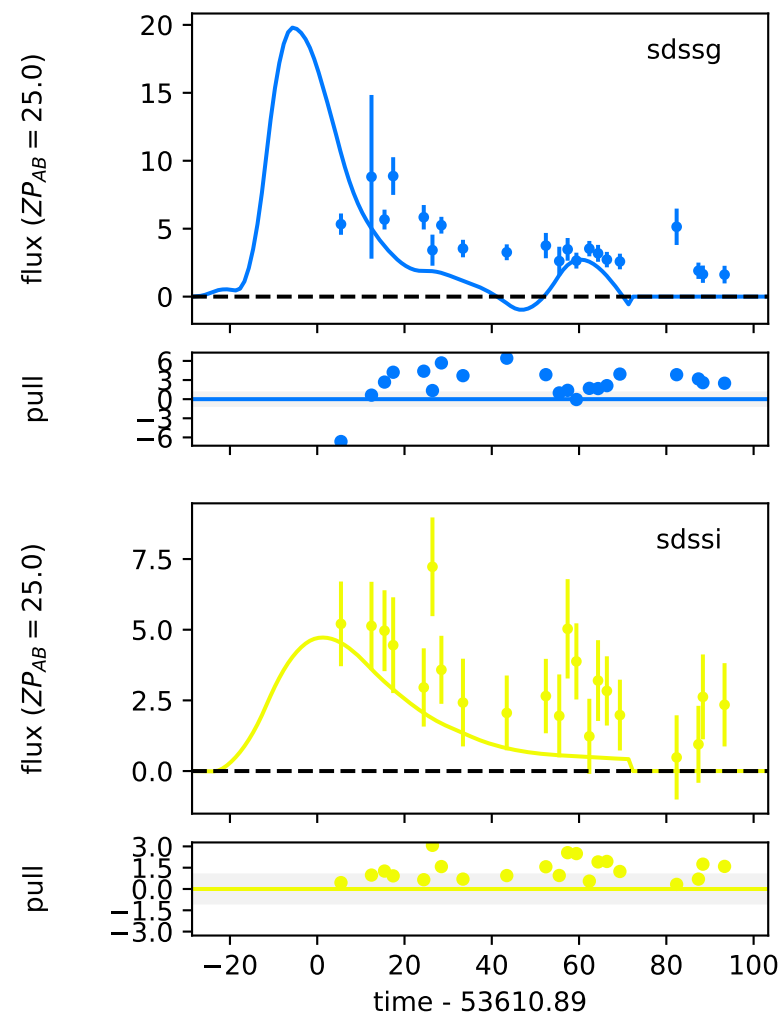 sdssg
flux (ZP_AB = 25.0)
20
15
10
5
0
pull
6
3
0
−3
−6
sdssi
flux (ZP_AB = 25.0)
7.5
5.0
2.5
0.0
pull
3.0
1.5
0.0
−1.5
−3.0
−20 0 20 40 60 80 100
time - 53610.89